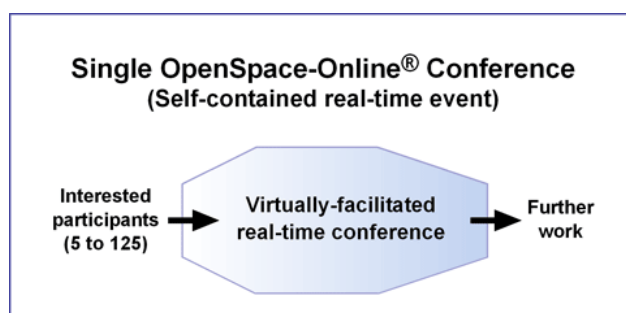 Single OpenSpace-Online® Conference
(Self-contained real-time event)
Interested
participants
(5 to 125)
Virtually-facilitated
real-time conference
Further
work